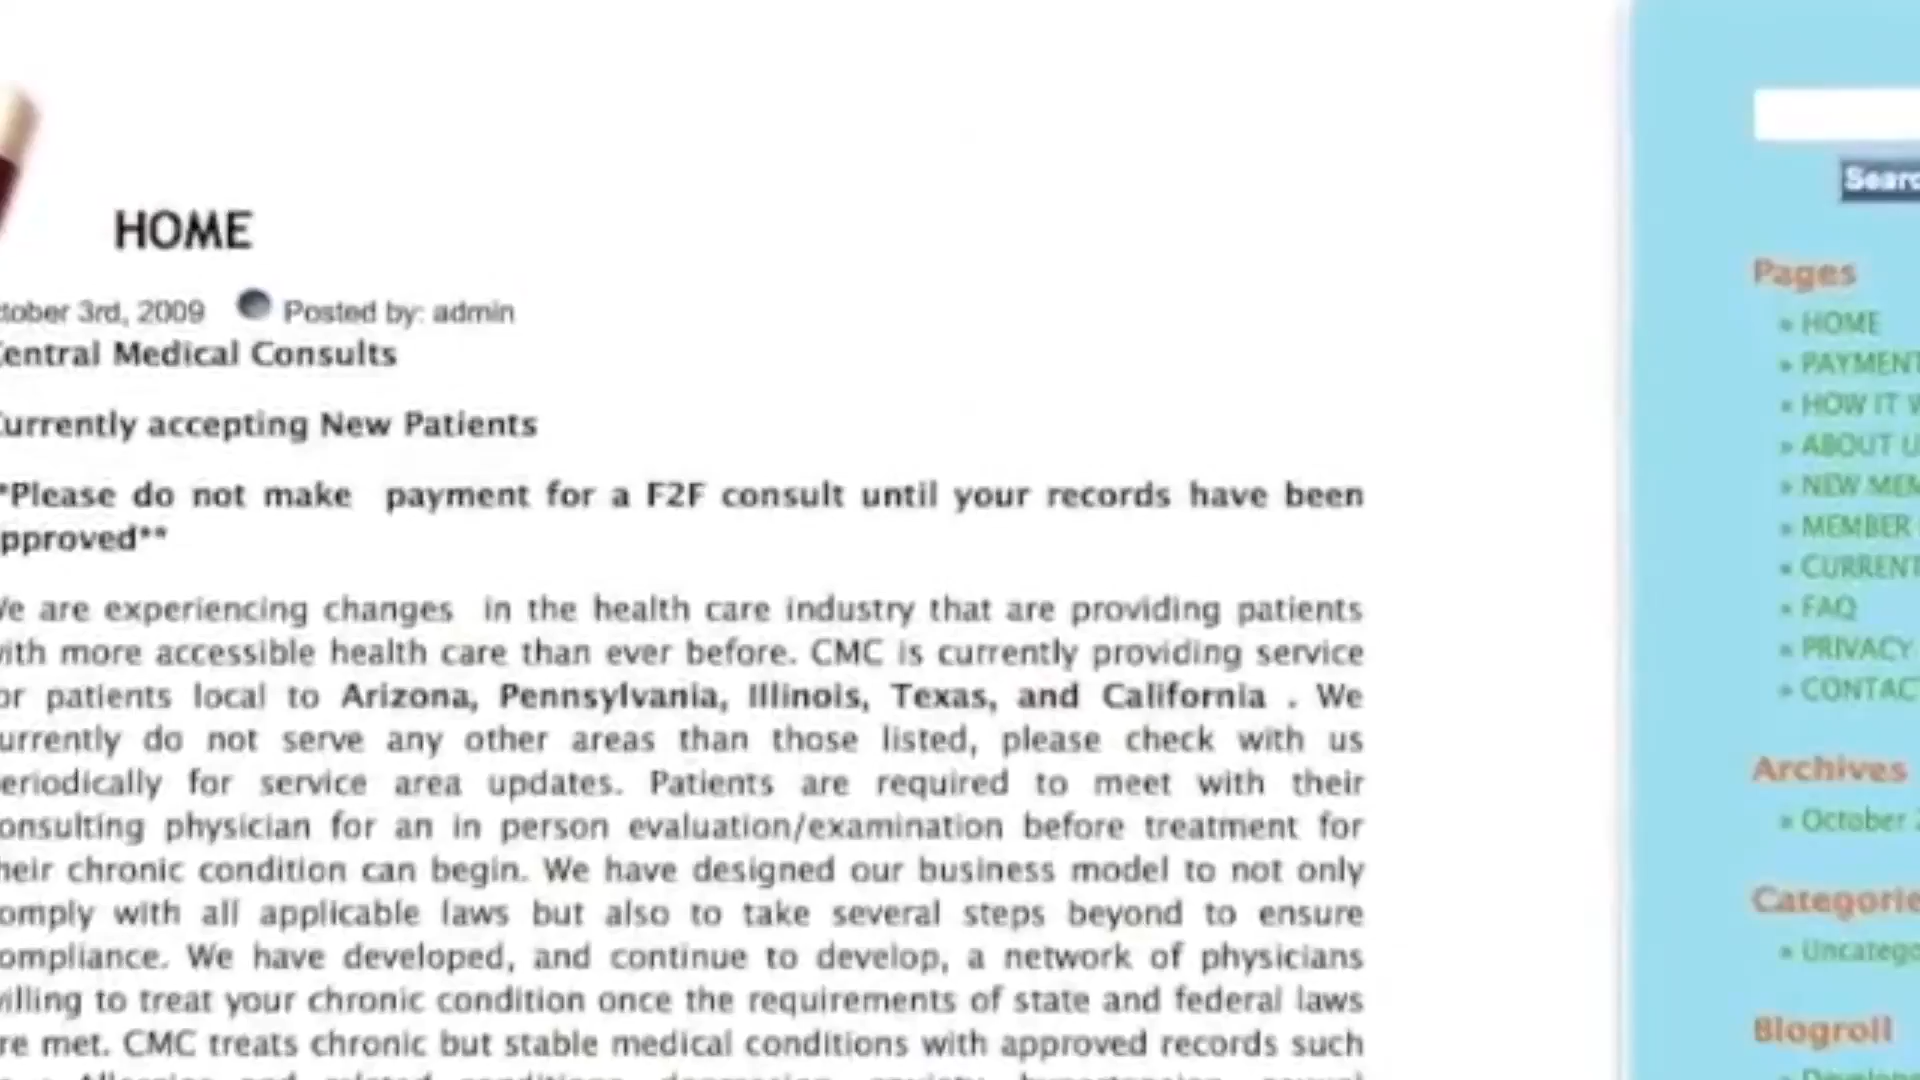 HOME
tober 3rd, 2009 Posted by: admin
entral Medical Consults
urrently accepting New Patients
*Please do not make payment for a F2F consult until your records have been
pproved**
e are experiencing changes in the health care industry that are providing patients
ith more accessible health care than ever before. CMC is currently providing service
or patients local to Arizona, Pennsylvania, Illinois, Texas, and California . We
urrently do not serve any other areas than those listed, please check with us
eriodically for service area updates. Patients are required to meet with their
onsulting physician for an in person evaluation/examination before treatment for
heir chronic condition can begin. We have designed our business model to not only
omply with all applicable laws but also to take several steps beyond to ensure
ompliance. We have developed, and continue to develop, a network of physicians
illing to treat your chronic condition once the requirements of state and federal laws
re met. CMC treats chronic but stable medical conditions with approved records such
Searc
Pages
» HOME
» PAYMENT
» HOW IT W
» ABOUT U
» NEW MEM
» MEMBER
» CURRENT
» FAQ
» PRIVACY
» CONTACT
Archives
» October 2
Categorie
» Uncatego
Blogroll